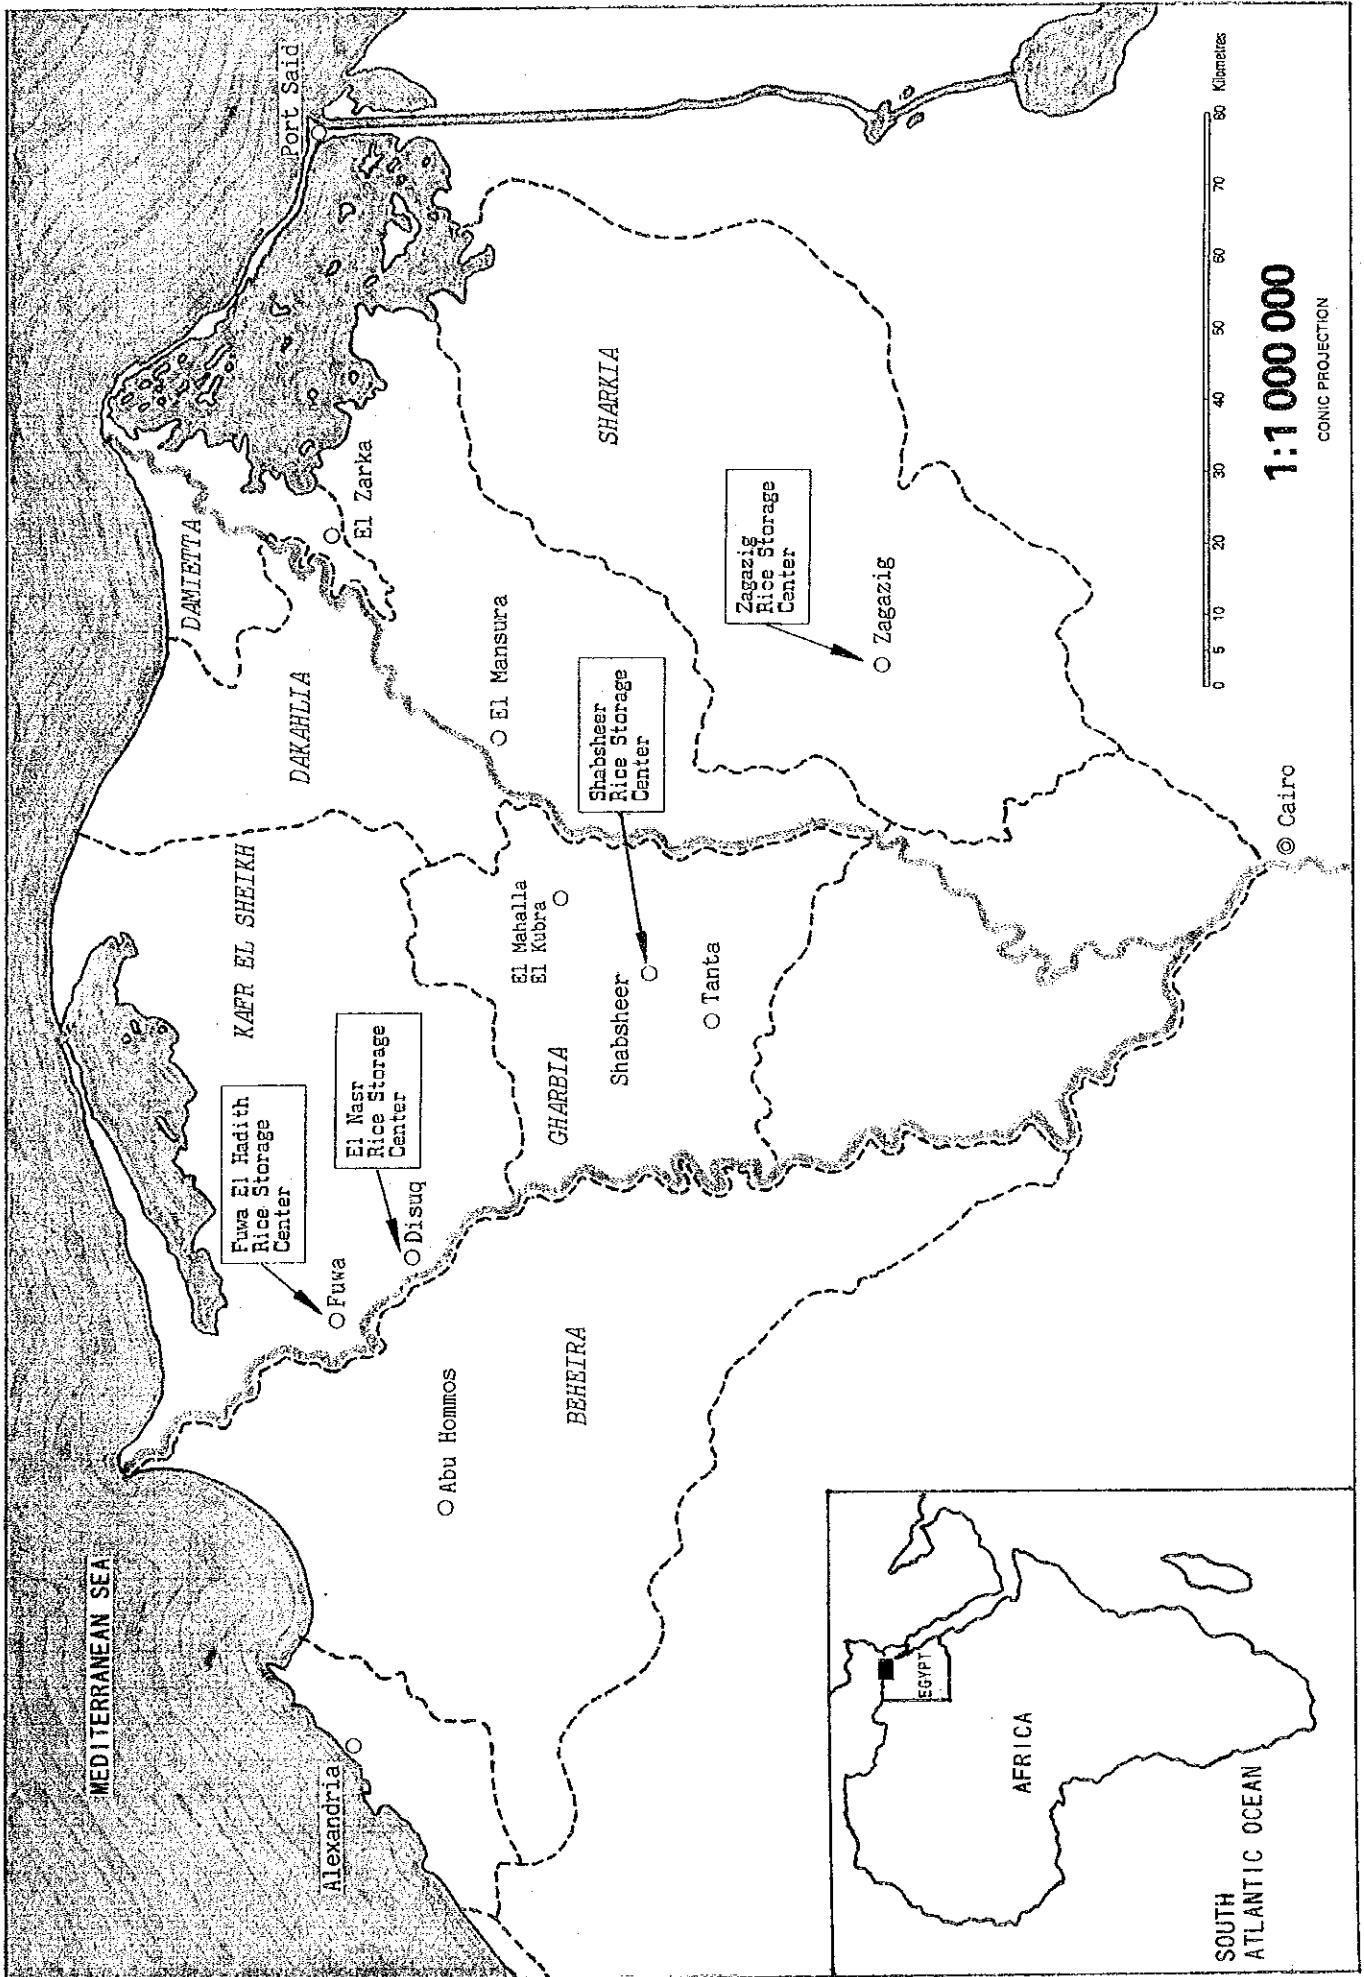 MEDITERRANEAN SEA
Alexandria
Port Said
DAMIETTA
El Zarka
DAKAHLIA
KAFR EL SHEIKH
Fuwa El Hadith
Rice Storage
Center
Fuwa
El Nasr
Rice Storage
Center
Disuq
Abu Hommos
BEHEIRA
GHARBIA
El Mahalla
El Kubra
El Mansura
SHARKIA
Shabsheer
Rice Storage
Center
Shabsheer
Tanta
Zagazig
Rice Storage
Center
Zagazig
Cairo
0 5 10 20 30 40 50 60 70 80 Kilometres
1:1 000 000
CONIC PROJECTION
EGYPT
AFRICA
SOUTH
ATLANTIC OCEAN